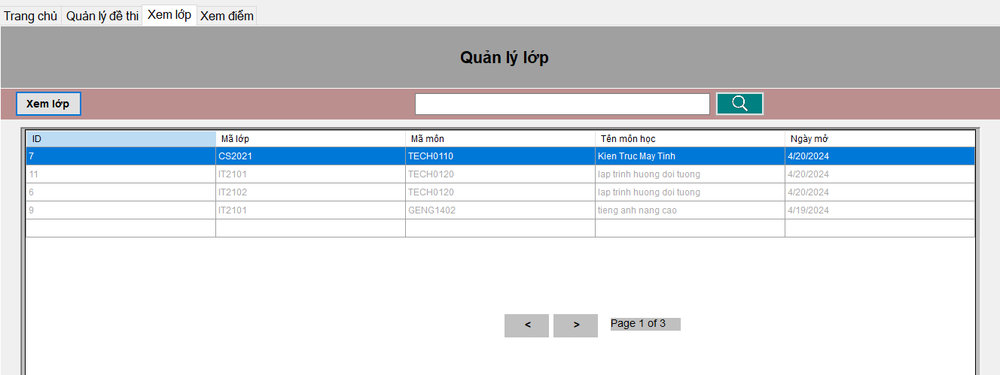 Trang chủ Quản lý đề thi Xem lớp Xem điểm
Quản lý lớp
Xem lớp
ID Mã lớp Mã môn Tên môn học Ngày mở
7 CS2021 TECH0110 Kien Truc May Tinh 4/20/2024
11 IT2101 TECH0120 lap trinh huong doi tuong 4/20/2024
6 IT2102 TECH0120 lap trinh huong doi tuong 4/20/2024
9 IT2101 GENG1402 tieng anh nang cao 4/19/2024
< > Page 1 of 3